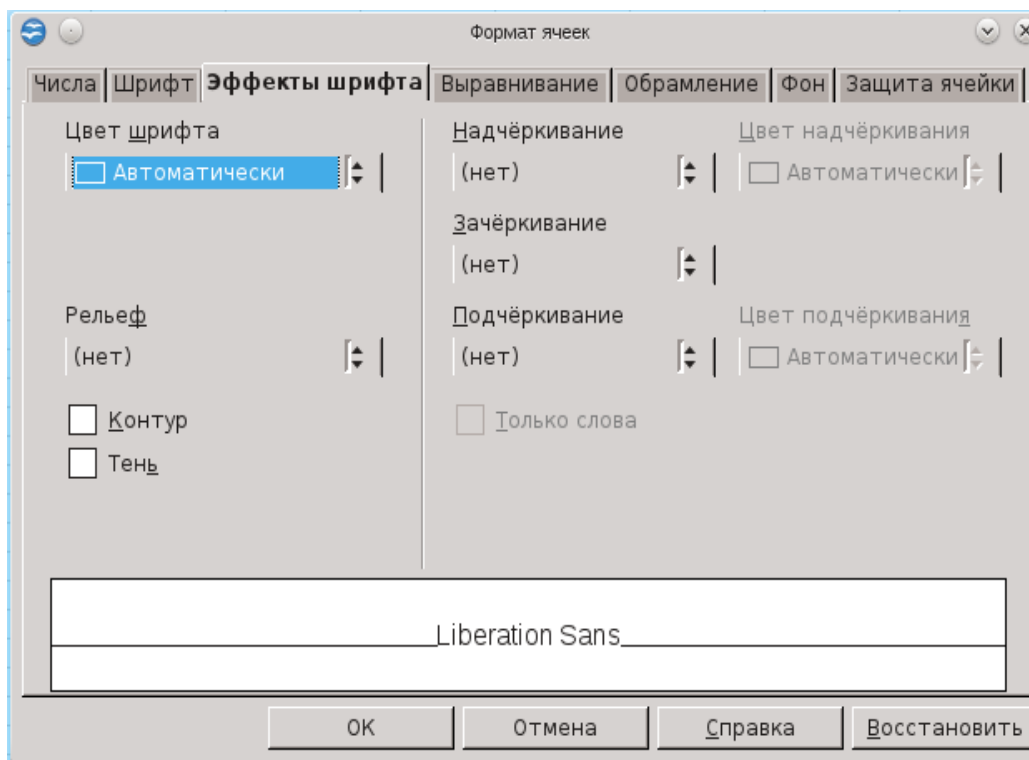 Формат ячеек
Числа Шрифт Эффекты шрифта Выравнивание Обрамление Фон Защита ячейки
Цвет шрифта Надчёркивание Цвет надчёркивания
Автоматически (нет) Автоматически
Зачёркивание
(нет)
Рельеф Подчёркивание Цвет подчёркивания
(нет) (нет) Автоматически
Контур Только слова
Тень
Liberation Sans
OK Отмена Справка Восстановить